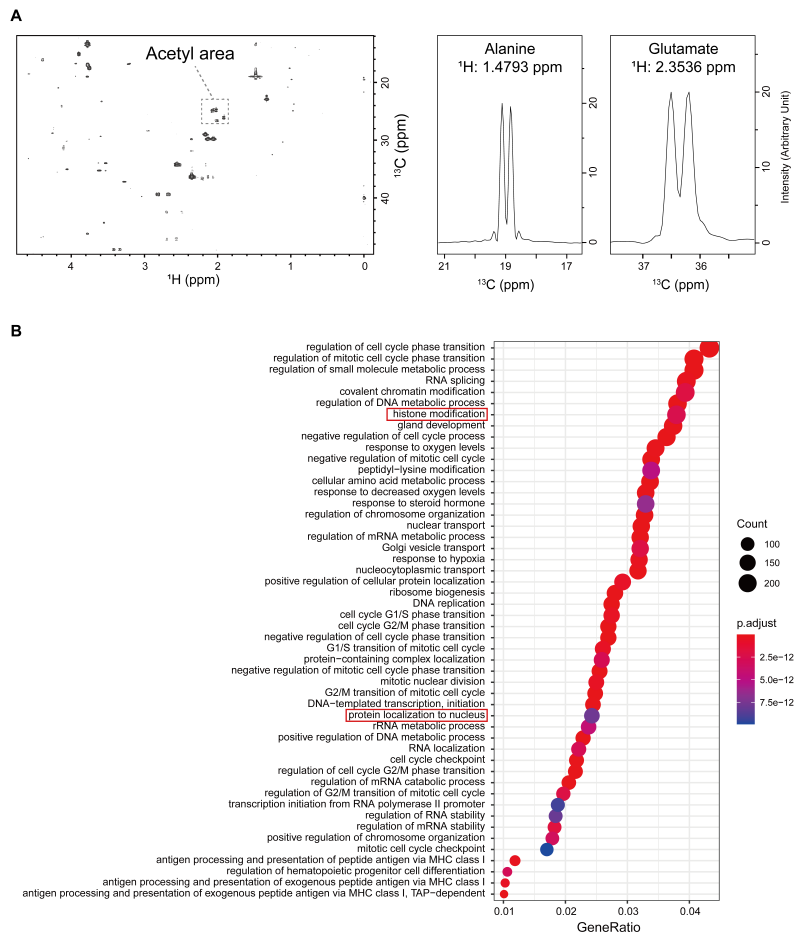 A
Acetyl area
20
30
40
¹³C (ppm)
4
3
2
1
0
¹H (ppm)
Alanine
¹H: 1.4793 ppm
20
10
0
21
19
17
¹³C (ppm)
Glutamate
¹H: 2.3536 ppm
20
10
0
Intensity (Arbitrary Unit)
37
36
¹³C (ppm)
B
regulation of cell cycle phase transition
regulation of mitotic cell cycle phase transition
regulation of small molecule metabolic process
RNA splicing
covalent chromatin modification
regulation of DNA metabolic process
histone modification
gland development
negative regulation of cell cycle process
response to oxygen levels
negative regulation of mitotic cell cycle
peptidyl−lysine modification
cellular amino acid metabolic process
response to decreased oxygen levels
response to steroid hormone
regulation of chromosome organization
nuclear transport
regulation of mRNA metabolic process
Golgi vesicle transport
response to hypoxia
nucleocytoplasmic transport
positive regulation of cellular protein localization
ribosome biogenesis
DNA replication
cell cycle G1/S phase transition
cell cycle G2/M phase transition
negative regulation of cell cycle phase transition
G1/S transition of mitotic cell cycle
protein−containing complex localization
negative regulation of mitotic cell cycle phase transition
mitotic nuclear division
G2/M transition of mitotic cell cycle
DNA−templated transcription, initiation
protein localization to nucleus
rRNA metabolic process
positive regulation of DNA metabolic process
RNA localization
cell cycle checkpoint
regulation of cell cycle G2/M phase transition
regulation of mRNA catabolic process
regulation of G2/M transition of mitotic cell cycle
transcription initiation from RNA polymerase II promoter
regulation of RNA stability
regulation of mRNA stability
positive regulation of chromosome organization
mitotic cell cycle checkpoint
antigen processing and presentation of peptide antigen via MHC class I
regulation of hematopoietic progenitor cell differentiation
antigen processing and presentation of exogenous peptide antigen via MHC class I
antigen processing and presentation of exogenous peptide antigen via MHC class I, TAP−dependent
0.01
0.02
0.03
0.04
GeneRatio
Count
100
150
200
p.adjust
2.5e−12
5.0e−12
7.5e−12